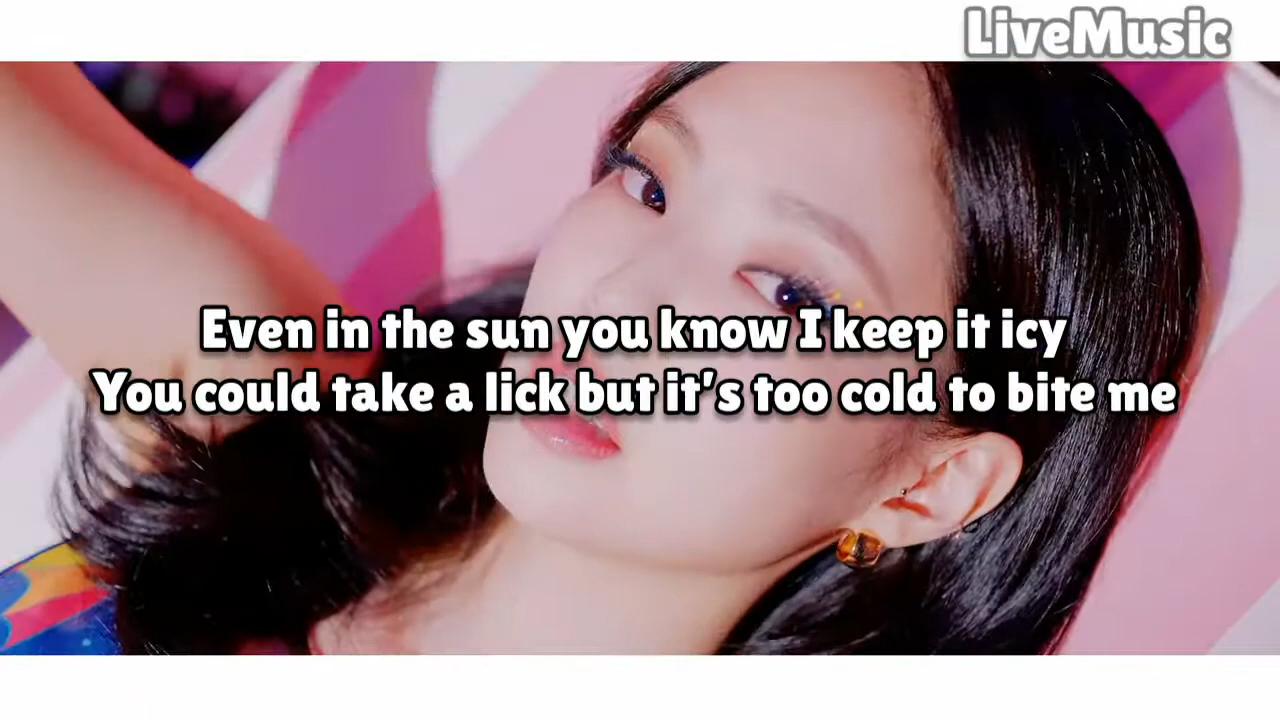 LiveMusic
Even in the sun you know I keep it icy
You could take a lick but it's too cold to bite me